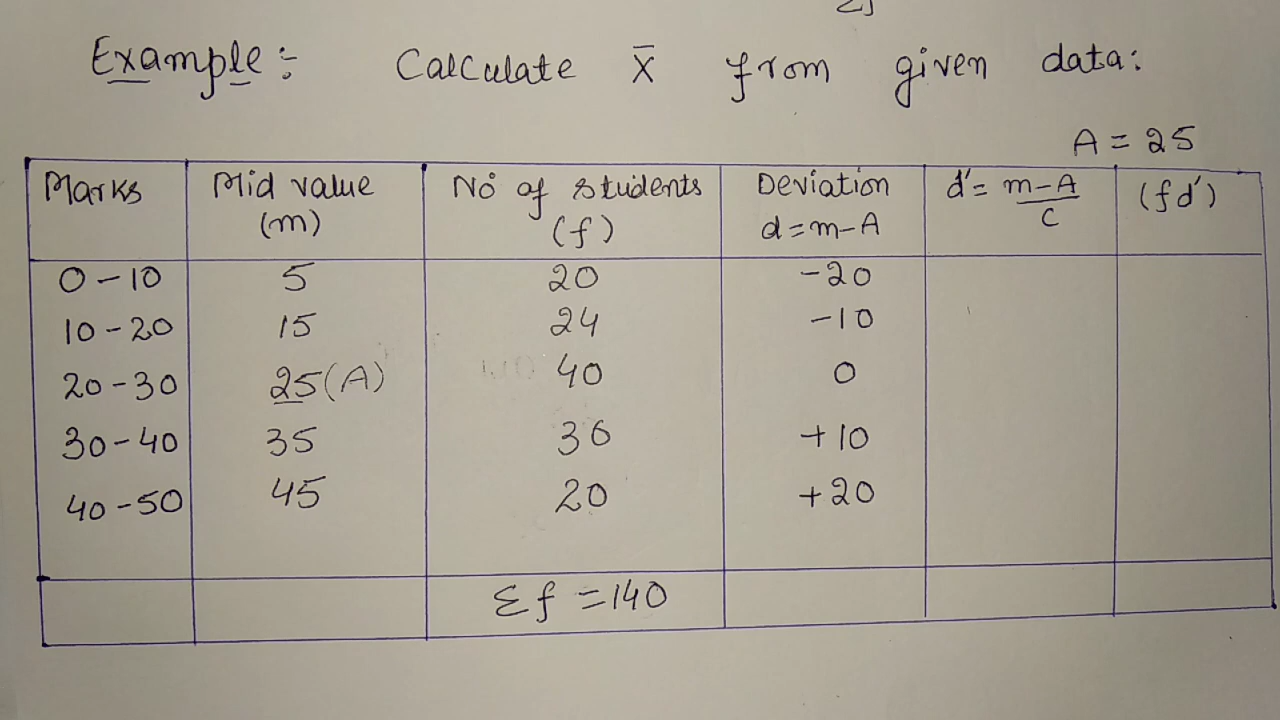 Example:- Calculate x̄ from given data:
A = 25
Marks Mid value (m) No of students (f) Deviation d=m-A d'= m-A/C (fd')
0-10 5 20 -20
10-20 15 24 -10
20-30 25(A) 40 0
30-40 35 36 +10
40-50 45 20 +20
Σf =140